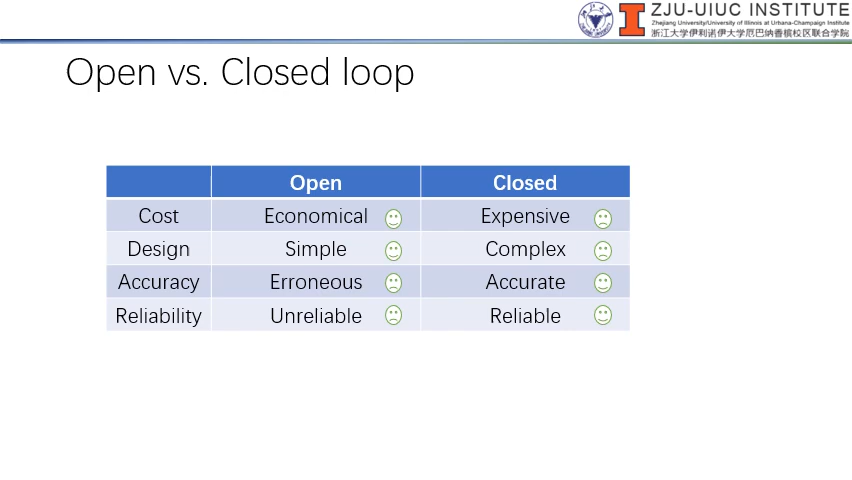 ZJU-UIUC INSTITUTE
Zhejiang University/University of Illinois at Urbana-Champaign Institute
浙江大学伊利诺伊大学厄巴纳香槟校区联合学院
Open vs. Closed loop
Open Closed
Cost Economical Expensive
Design Simple Complex
Accuracy Erroneous Accurate
Reliability Unreliable Reliable